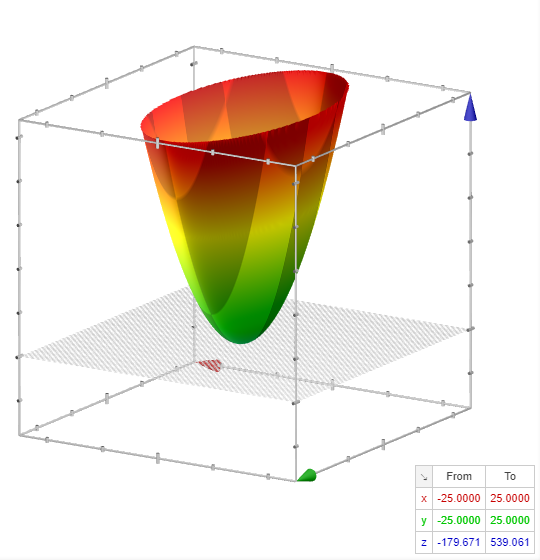 ↘ From To
x -25.0000 25.0000
y -25.0000 25.0000
z -179.671 539.061